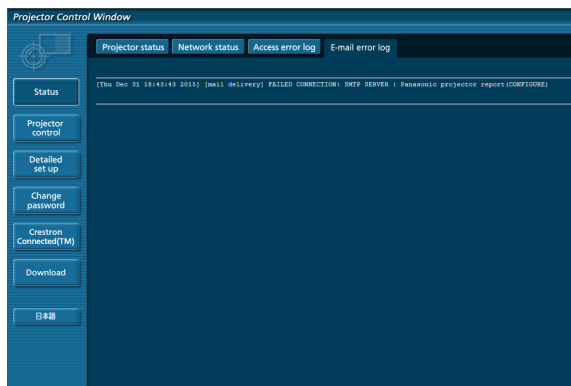 Projector Control Window
Projector status Network status Access error log E-mail error log
[Thu Dec 31 18:43:43 2015] [mail delivery] FAILED CONNECTION: SMTP SERVER : Panasonic projector report(CONFIGURE)
Status
Projector
control
Detailed
set up
Change
password
Crestron
Connected(TM)
Download
日本語